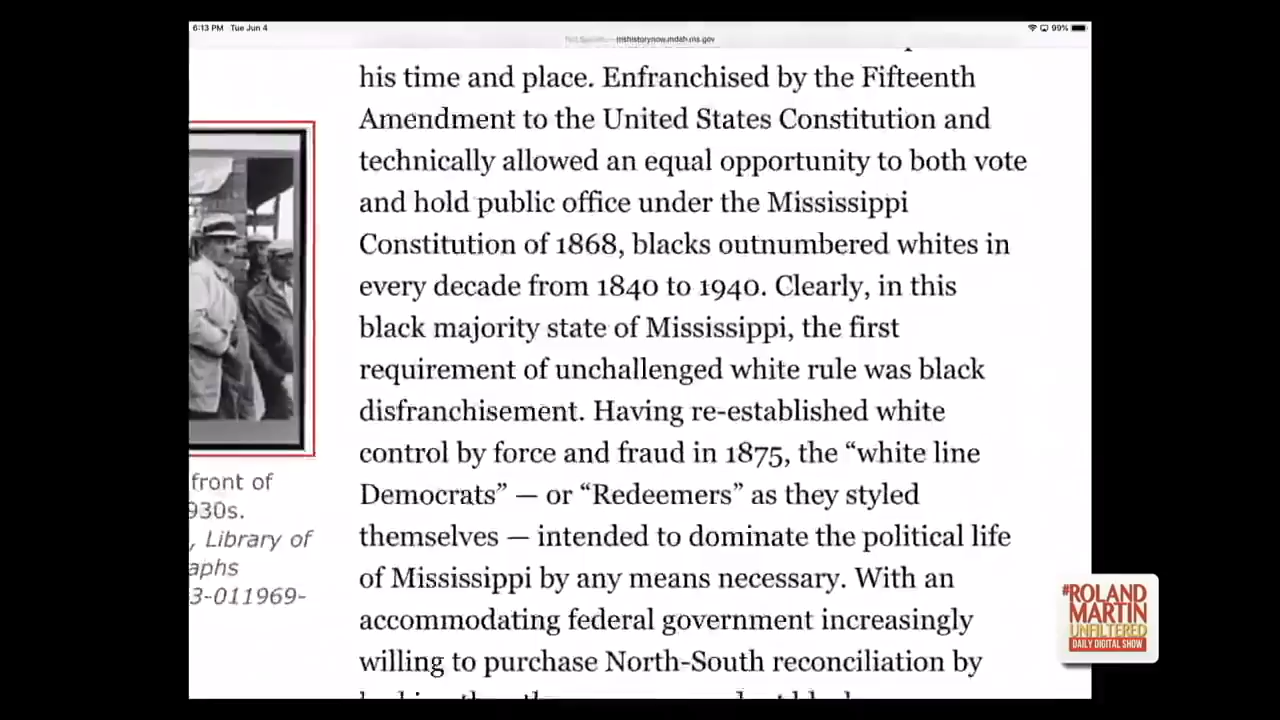 6:13 PM Tue Jun 4
99%
mshistorynow.mdah.ms.gov
his time and place. Enfranchised by the Fifteenth
Amendment to the United States Constitution and
technically allowed an equal opportunity to both vote
and hold public office under the Mississippi
Constitution of 1868, blacks outnumbered whites in
every decade from 1840 to 1940. Clearly, in this
black majority state of Mississippi, the first
requirement of unchallenged white rule was black
disfranchisement. Having re-established white
control by force and fraud in 1875, the “white line
Democrats” — or “Redeemers” as they styled
themselves — intended to dominate the political life
of Mississippi by any means necessary. With an
accommodating federal government increasingly
willing to purchase North-South reconciliation by
front of
930s.
, Library of
aphs
3-011969-
#ROLAND
MARTIN
UNFILTERED
DAILY DIGITAL SHOW